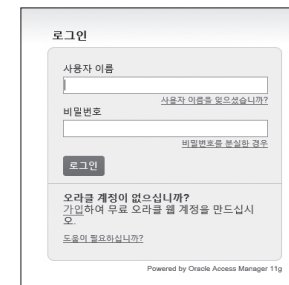 로그인
사용자 이름
사용자 이름을 잊으셨습니까?
비밀번호
비밀번호를 분실한 경우
로그인
오라클 계정이 없으십니까?
가입하여 무료 오라클 웹 계정을 만드십시
오.
도움이 필요하십니까?
Powered by Oracle Access Manager 11g